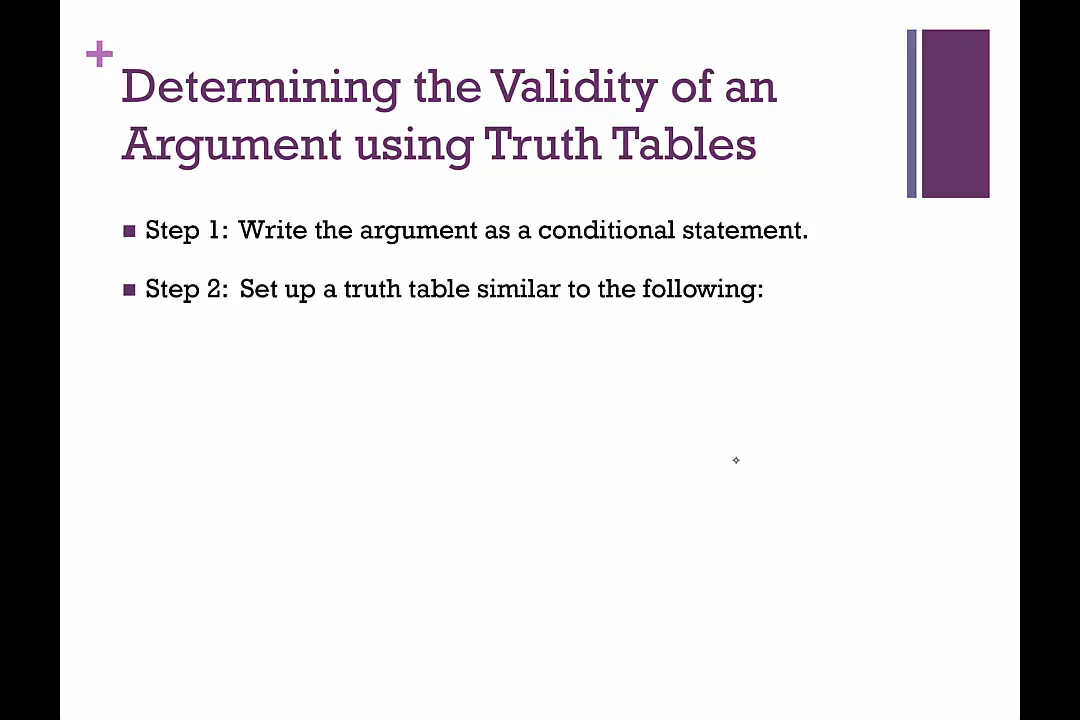 +
Determining the Validity of an
Argument using Truth Tables
■ Step 1: Write the argument as a conditional statement.
■ Step 2: Set up a truth table similar to the following: